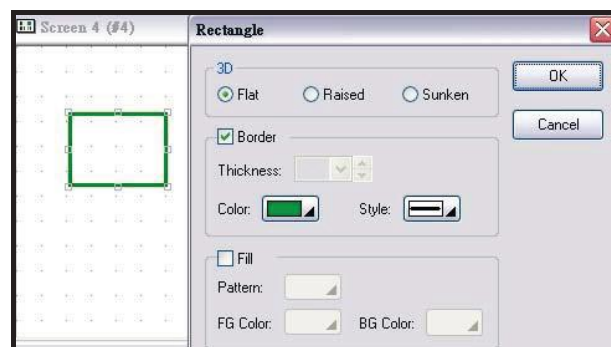 Screen 4 (#4)
Rectangle
3D
Flat Raised Sunken
OK
Cancel
Border
Thickness:
Color: Style:
Fill
Pattern:
FG Color: BG Color: